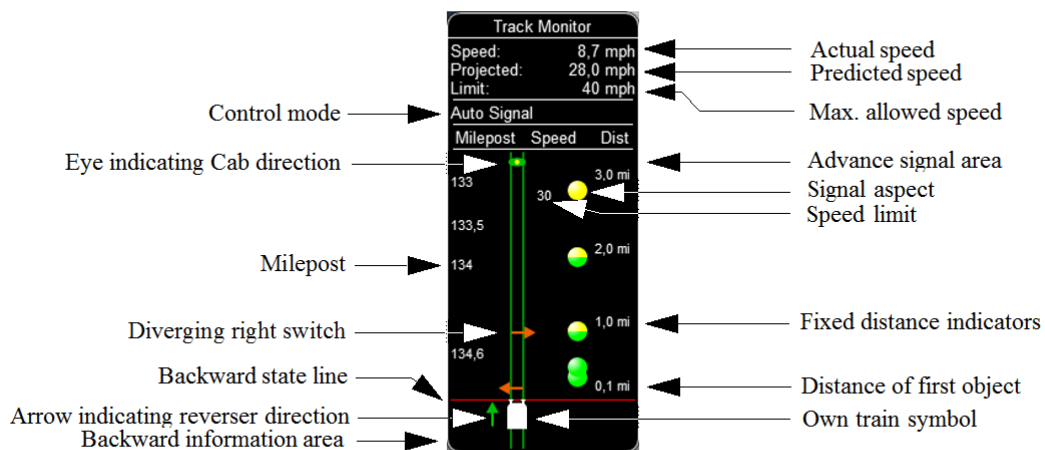 Track Monitor
Speed: 8,7 mph
Actual speed
Projected: 28,0 mph
Predicted speed
Limit: 40 mph
Max. allowed speed
Control mode
Auto Signal
Milepost Speed Dist
Eye indicating Cab direction
Advance signal area
133
3,0 mi
Signal aspect
30
Speed limit
133,5
2,0 mi
Milepost
134
Diverging right switch
1,0 mi
Fixed distance indicators
134,6
Backward state line
0,1 mi
Distance of first object
Arrow indicating reverser direction
Own train symbol
Backward information area